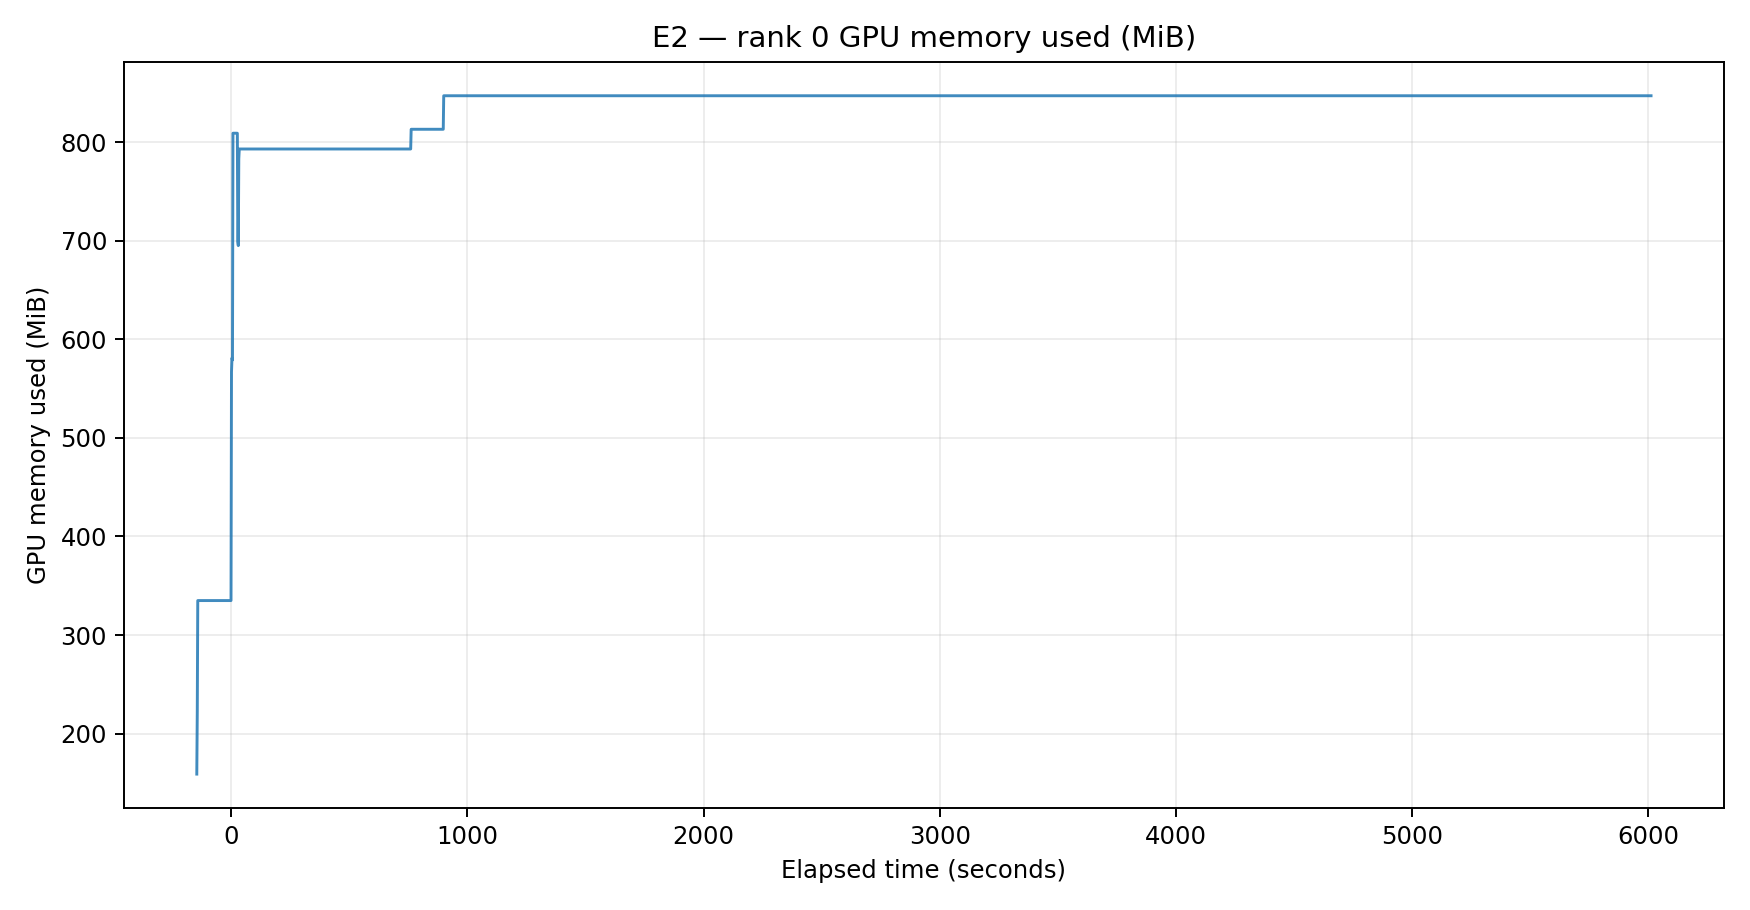 E2 — rank 0 GPU memory used (MiB)
GPU memory used (MiB)
800
700
600
500
400
300
200
0 1000 2000 3000 4000 5000 6000
Elapsed time (seconds)